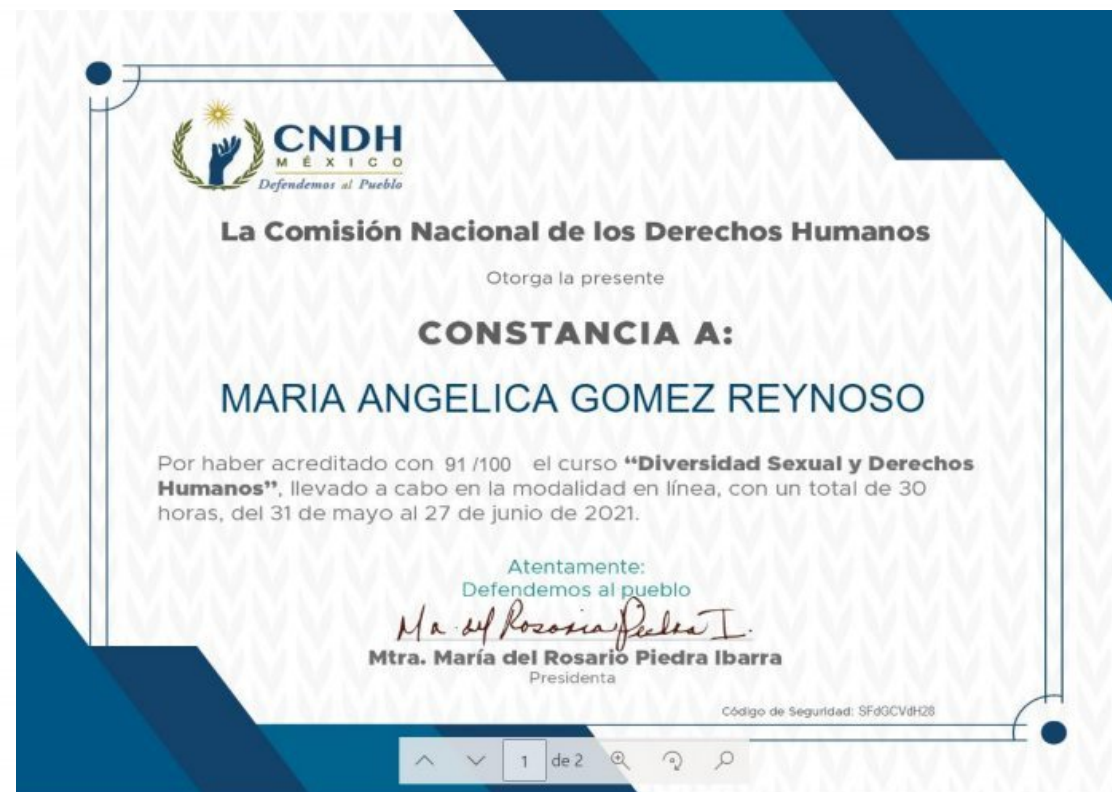 CNDH
MÉXICO
Defendemos al Pueblo
La Comisión Nacional de los Derechos Humanos
Otorga la presente
CONSTANCIA A:
MARIA ANGELICA GOMEZ REYNOSO
Por haber acreditado con 91 /100 el curso “Diversidad Sexual y Derechos
Humanos”, llevado a cabo en la modalidad en línea, con un total de 30
horas, del 31 de mayo al 27 de junio de 2021.
Atentamente:
Defendemos al pueblo
Ma. del Rosario Piedra I.
Mtra. María del Rosario Piedra Ibarra
Presidenta
Código de Seguridad: SFdGCVdH28
1 de 2